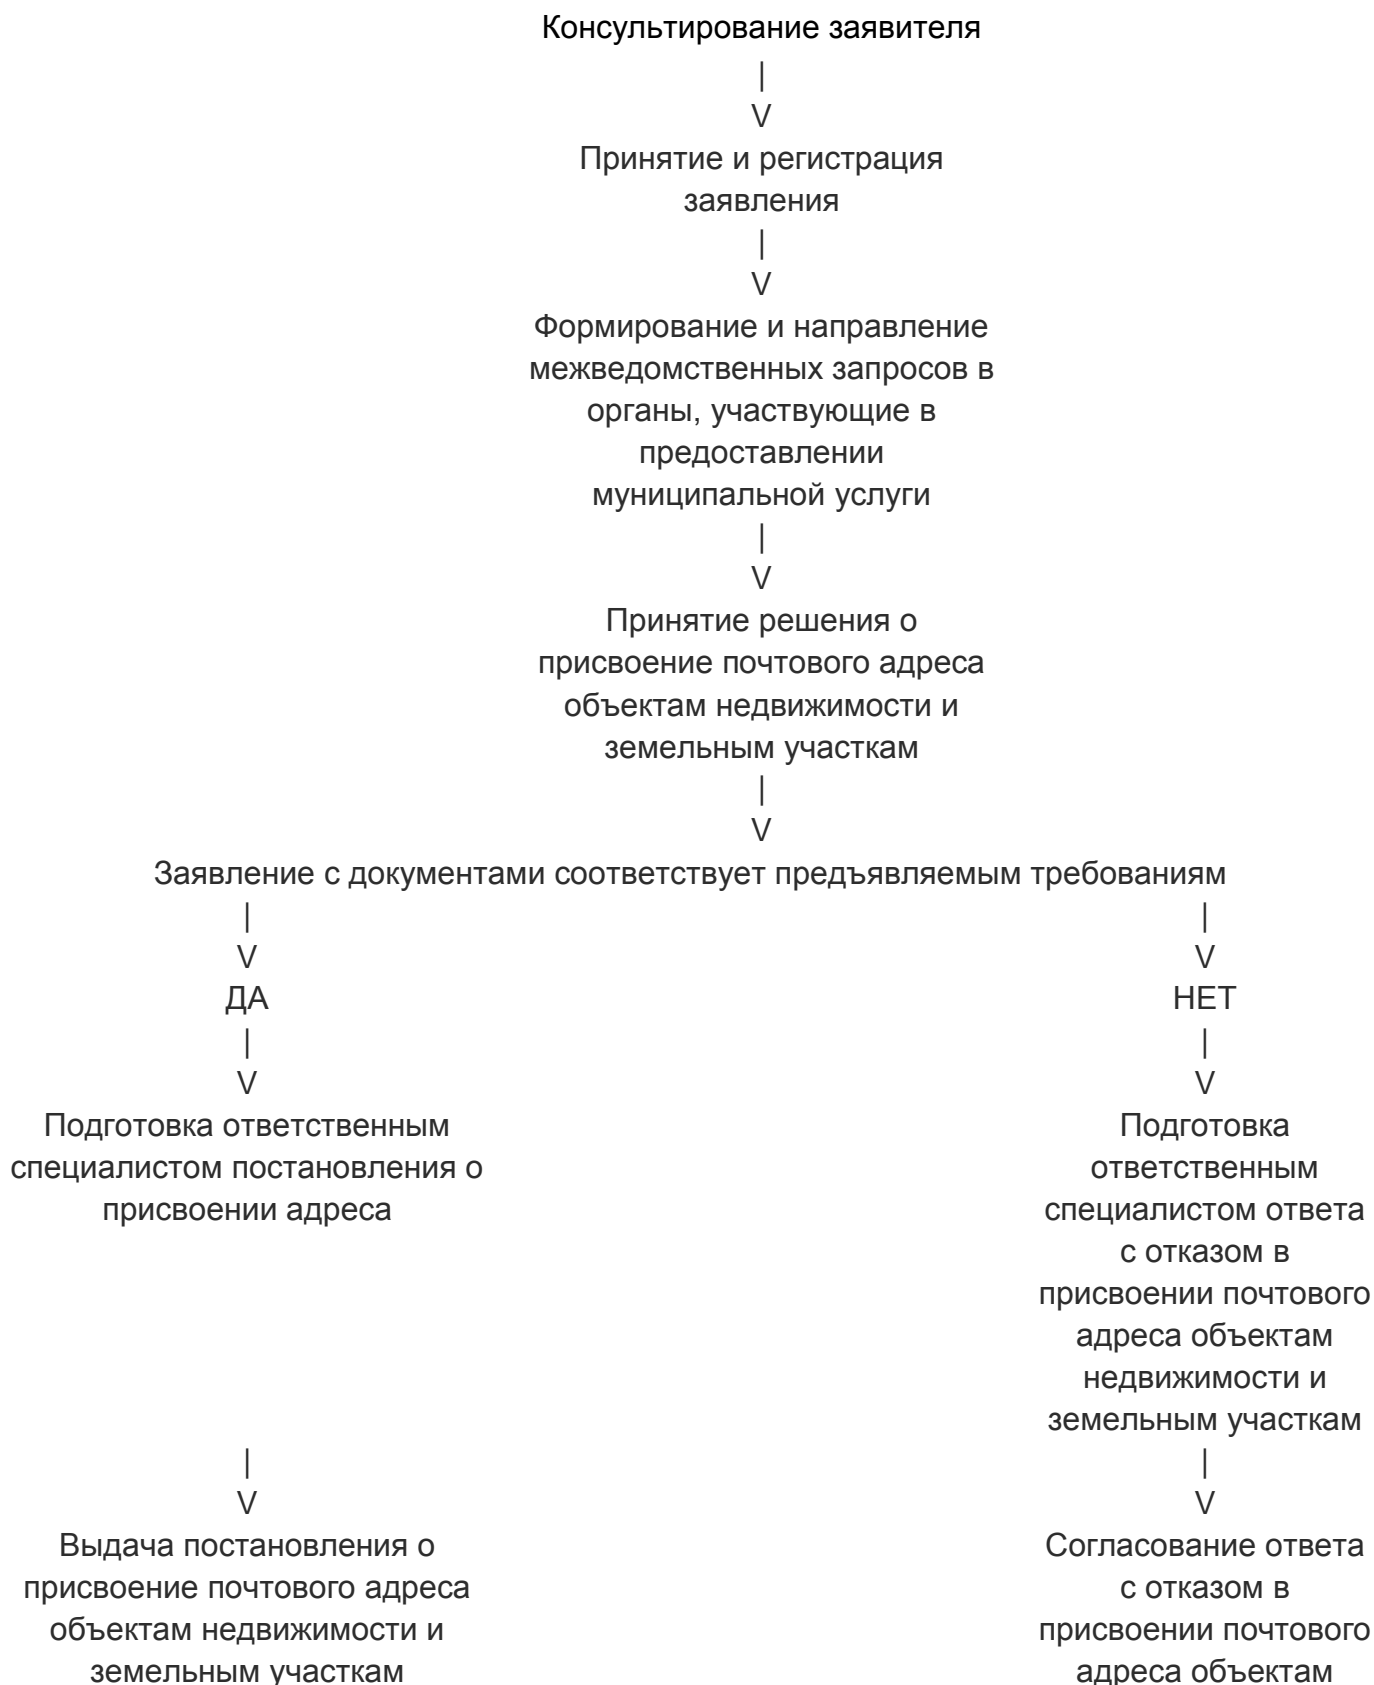 Консультирование заявителя
|
V
Принятие и регистрация
заявления
|
V
Формирование и направление
межведомственных запросов в
органы, участвующие в
предоставлении
муниципальной услуги
|
V
Принятие решения о
присвоение почтового адреса
объектам недвижимости и
земельным участкам
|
V
Заявление с документами соответствует предъявляемым требованиям
| |
V V
ДА НЕТ
| |
V V
Подготовка ответственным
специалистом постановления о
присвоении адреса
Подготовка
ответственным
специалистом ответа
с отказом в
присвоении почтового
адреса объектам
недвижимости и
земельным участкам
| |
V V
Выдача постановления о
присвоение почтового адреса
объектам недвижимости и
земельным участкам
Согласование ответа
с отказом в
присвоении почтового
адреса объектам